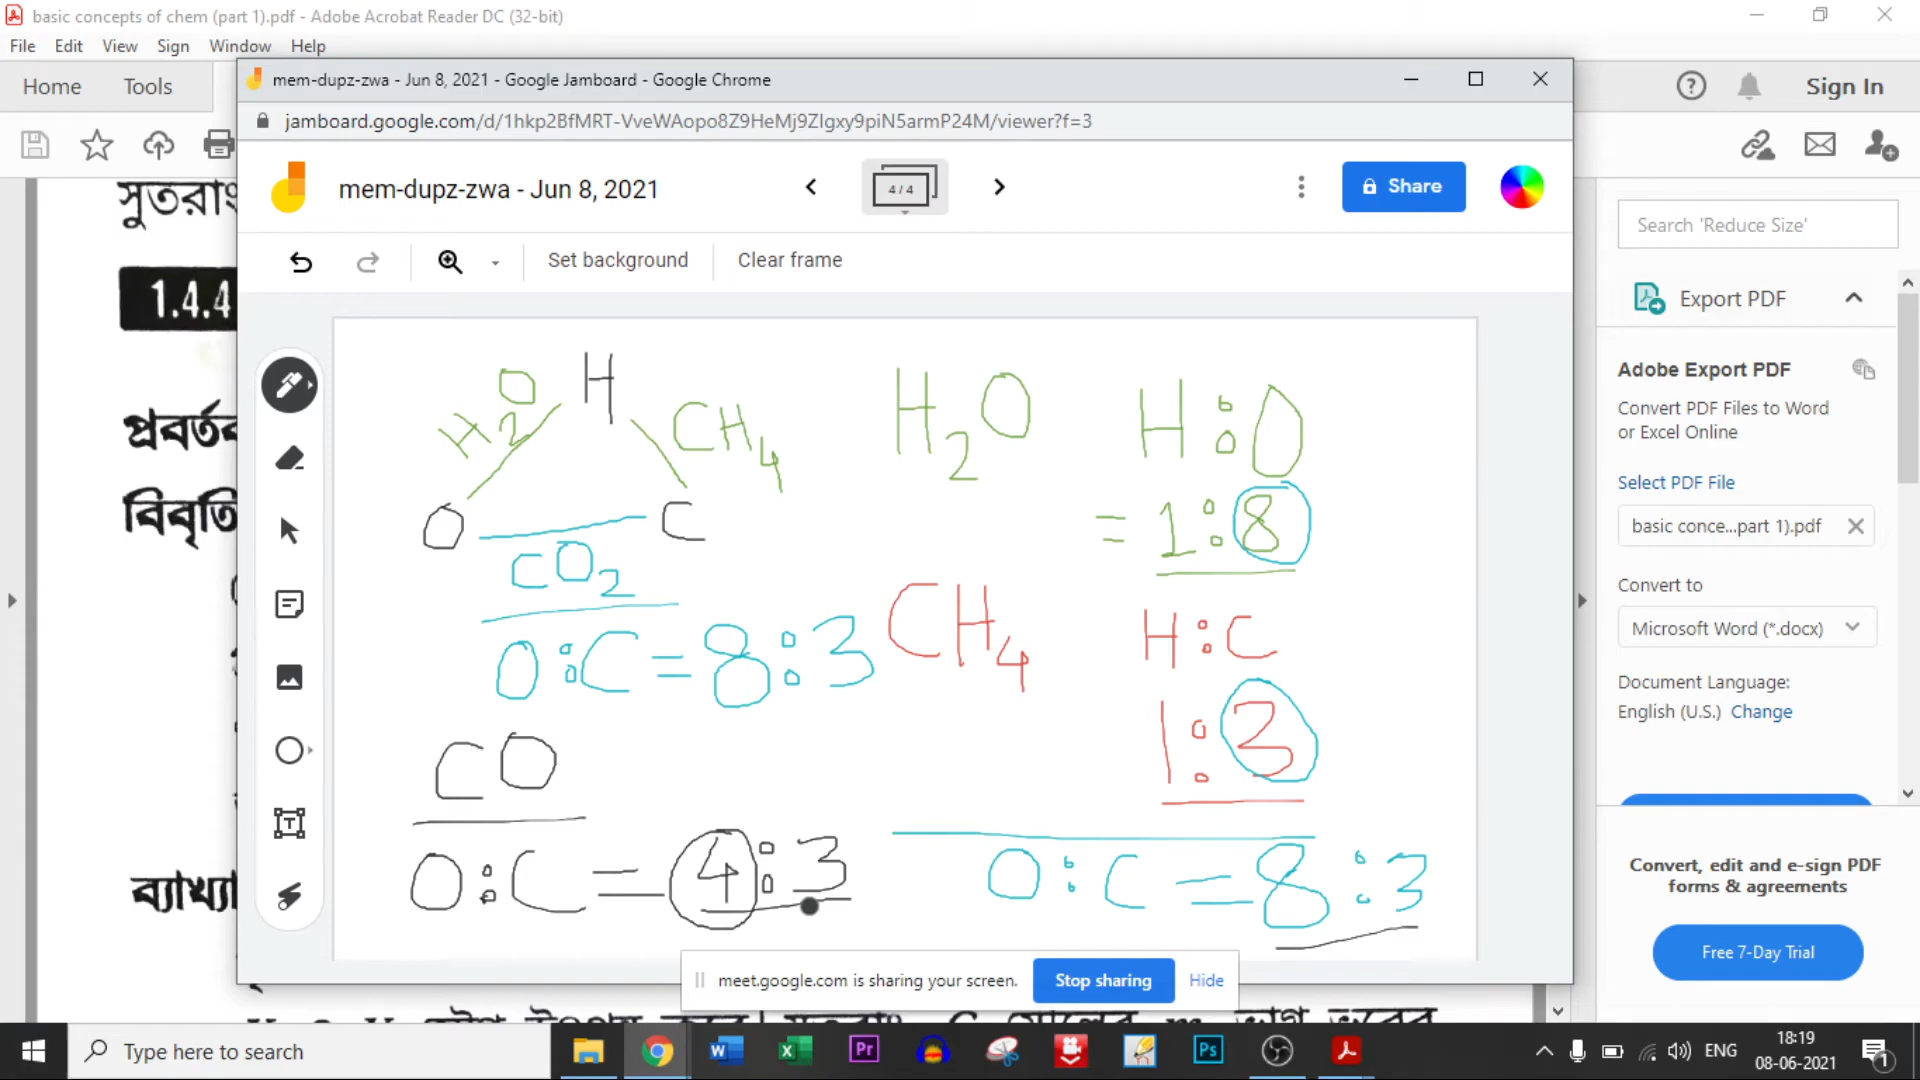 basic concepts of chem (part 1).pdf - Adobe Acrobat Reader DC (32-bit)
File Edit View Sign Window Help
Home Tools
Sign In
mem-dupz-zwa - Jun 8, 2021 - Google Jamboard - Google Chrome
jamboard.google.com/d/1hkp2BfMRT-VveWAopo8Z9HeMj9ZIgxy9piN5armP24M/viewer?f=3
mem-dupz-zwa - Jun 8, 2021
4 / 4
Share
Set background Clear frame
সুতরাং
1.4.4
প্রবর্তক
বিবৃতি
ব্যাখ্যা
H
H2O
CH4
O C
CO2
O:C=8:3
CO
O:C=4:3
H2O
H:O
=1:8
CH4
H:C
1:3
O:C=8:3
Search 'Reduce Size'
Export PDF
Adobe Export PDF
Convert PDF Files to Word
or Excel Online
Select PDF File
basic conce...part 1).pdf
Convert to
Microsoft Word (*.docx)
Document Language:
English (U.S.) Change
Convert, edit and e-sign PDF
forms & agreements
Free 7-Day Trial
meet.google.com is sharing your screen. Stop sharing Hide
Type here to search
ENG
18:19
08-06-2021
1